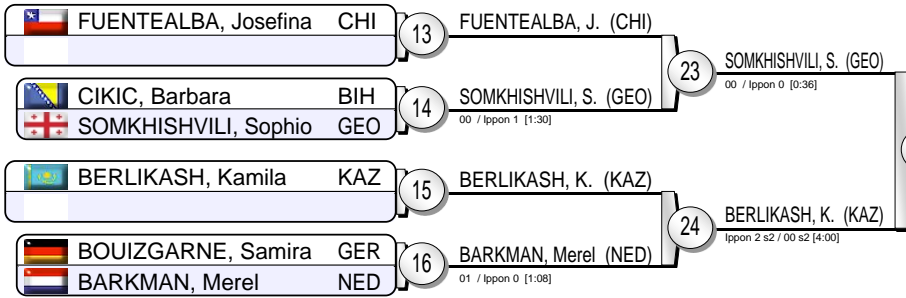 FUENTEALBA, Josefina CHI
13
FUENTEALBA, J. (CHI)
23
SOMKHISHVILI, S. (GEO)
00 / Ippon 0 [0:36]
CIKIC, Barbara BIH
SOMKHISHVILI, Sophio GEO
14
SOMKHISHVILI, S. (GEO)
00 / Ippon 1 [1:30]
BERLIKASH, Kamila KAZ
15
BERLIKASH, K. (KAZ)
24
BERLIKASH, K. (KAZ)
Ippon 2 s2 / 00 s2 [4:00]
BOUIZGARNE, Samira GER
BARKMAN, Merel NED
16
BARKMAN, Merel (NED)
01 / Ippon 0 [1:08]